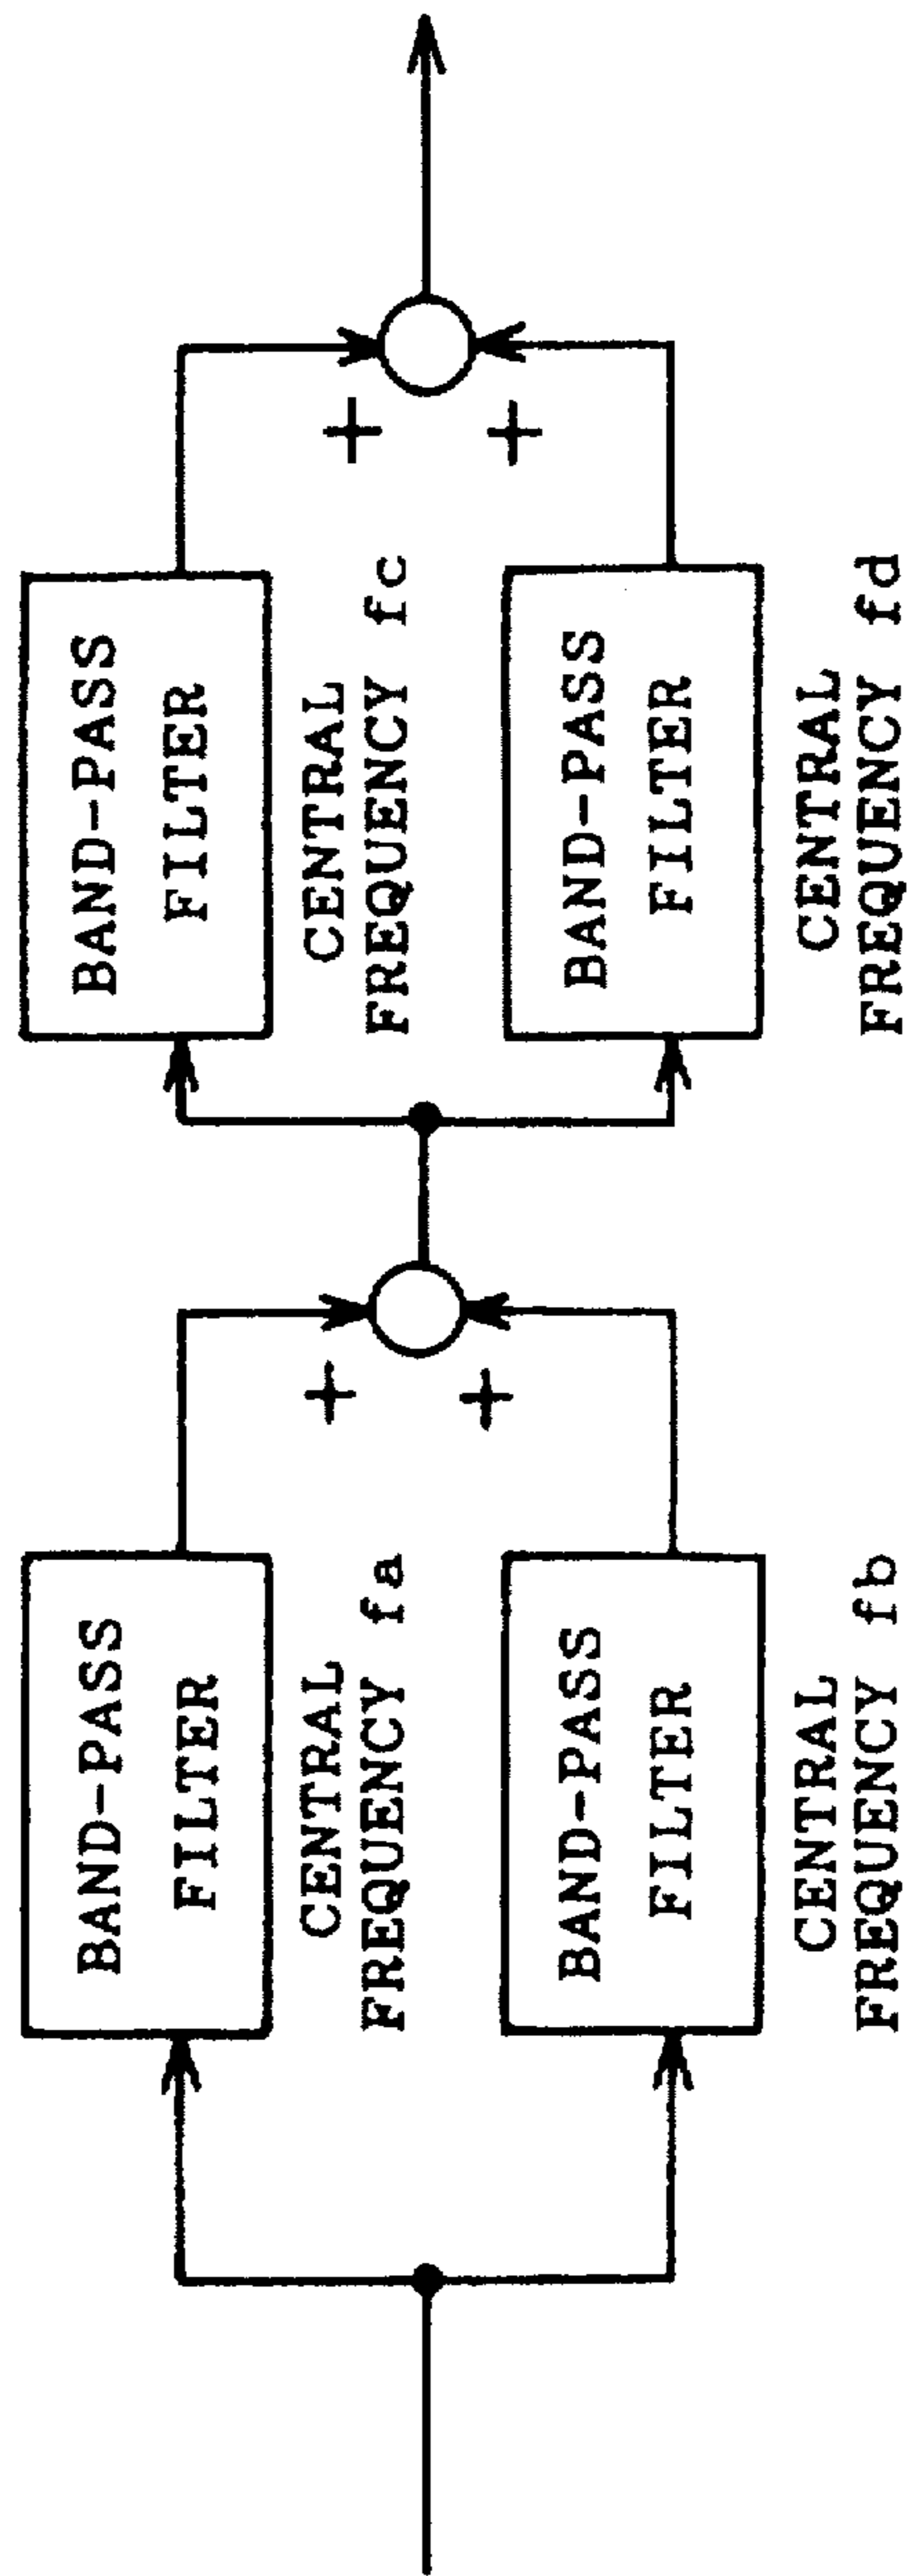 BAND-PASS
FILTER
CENTRAL
FREQUENCY fa
+
+
BAND-PASS
FILTER
CENTRAL
FREQUENCY fb
BAND-PASS
FILTER
CENTRAL
FREQUENCY fc
+
+
BAND-PASS
FILTER
CENTRAL
FREQUENCY fd